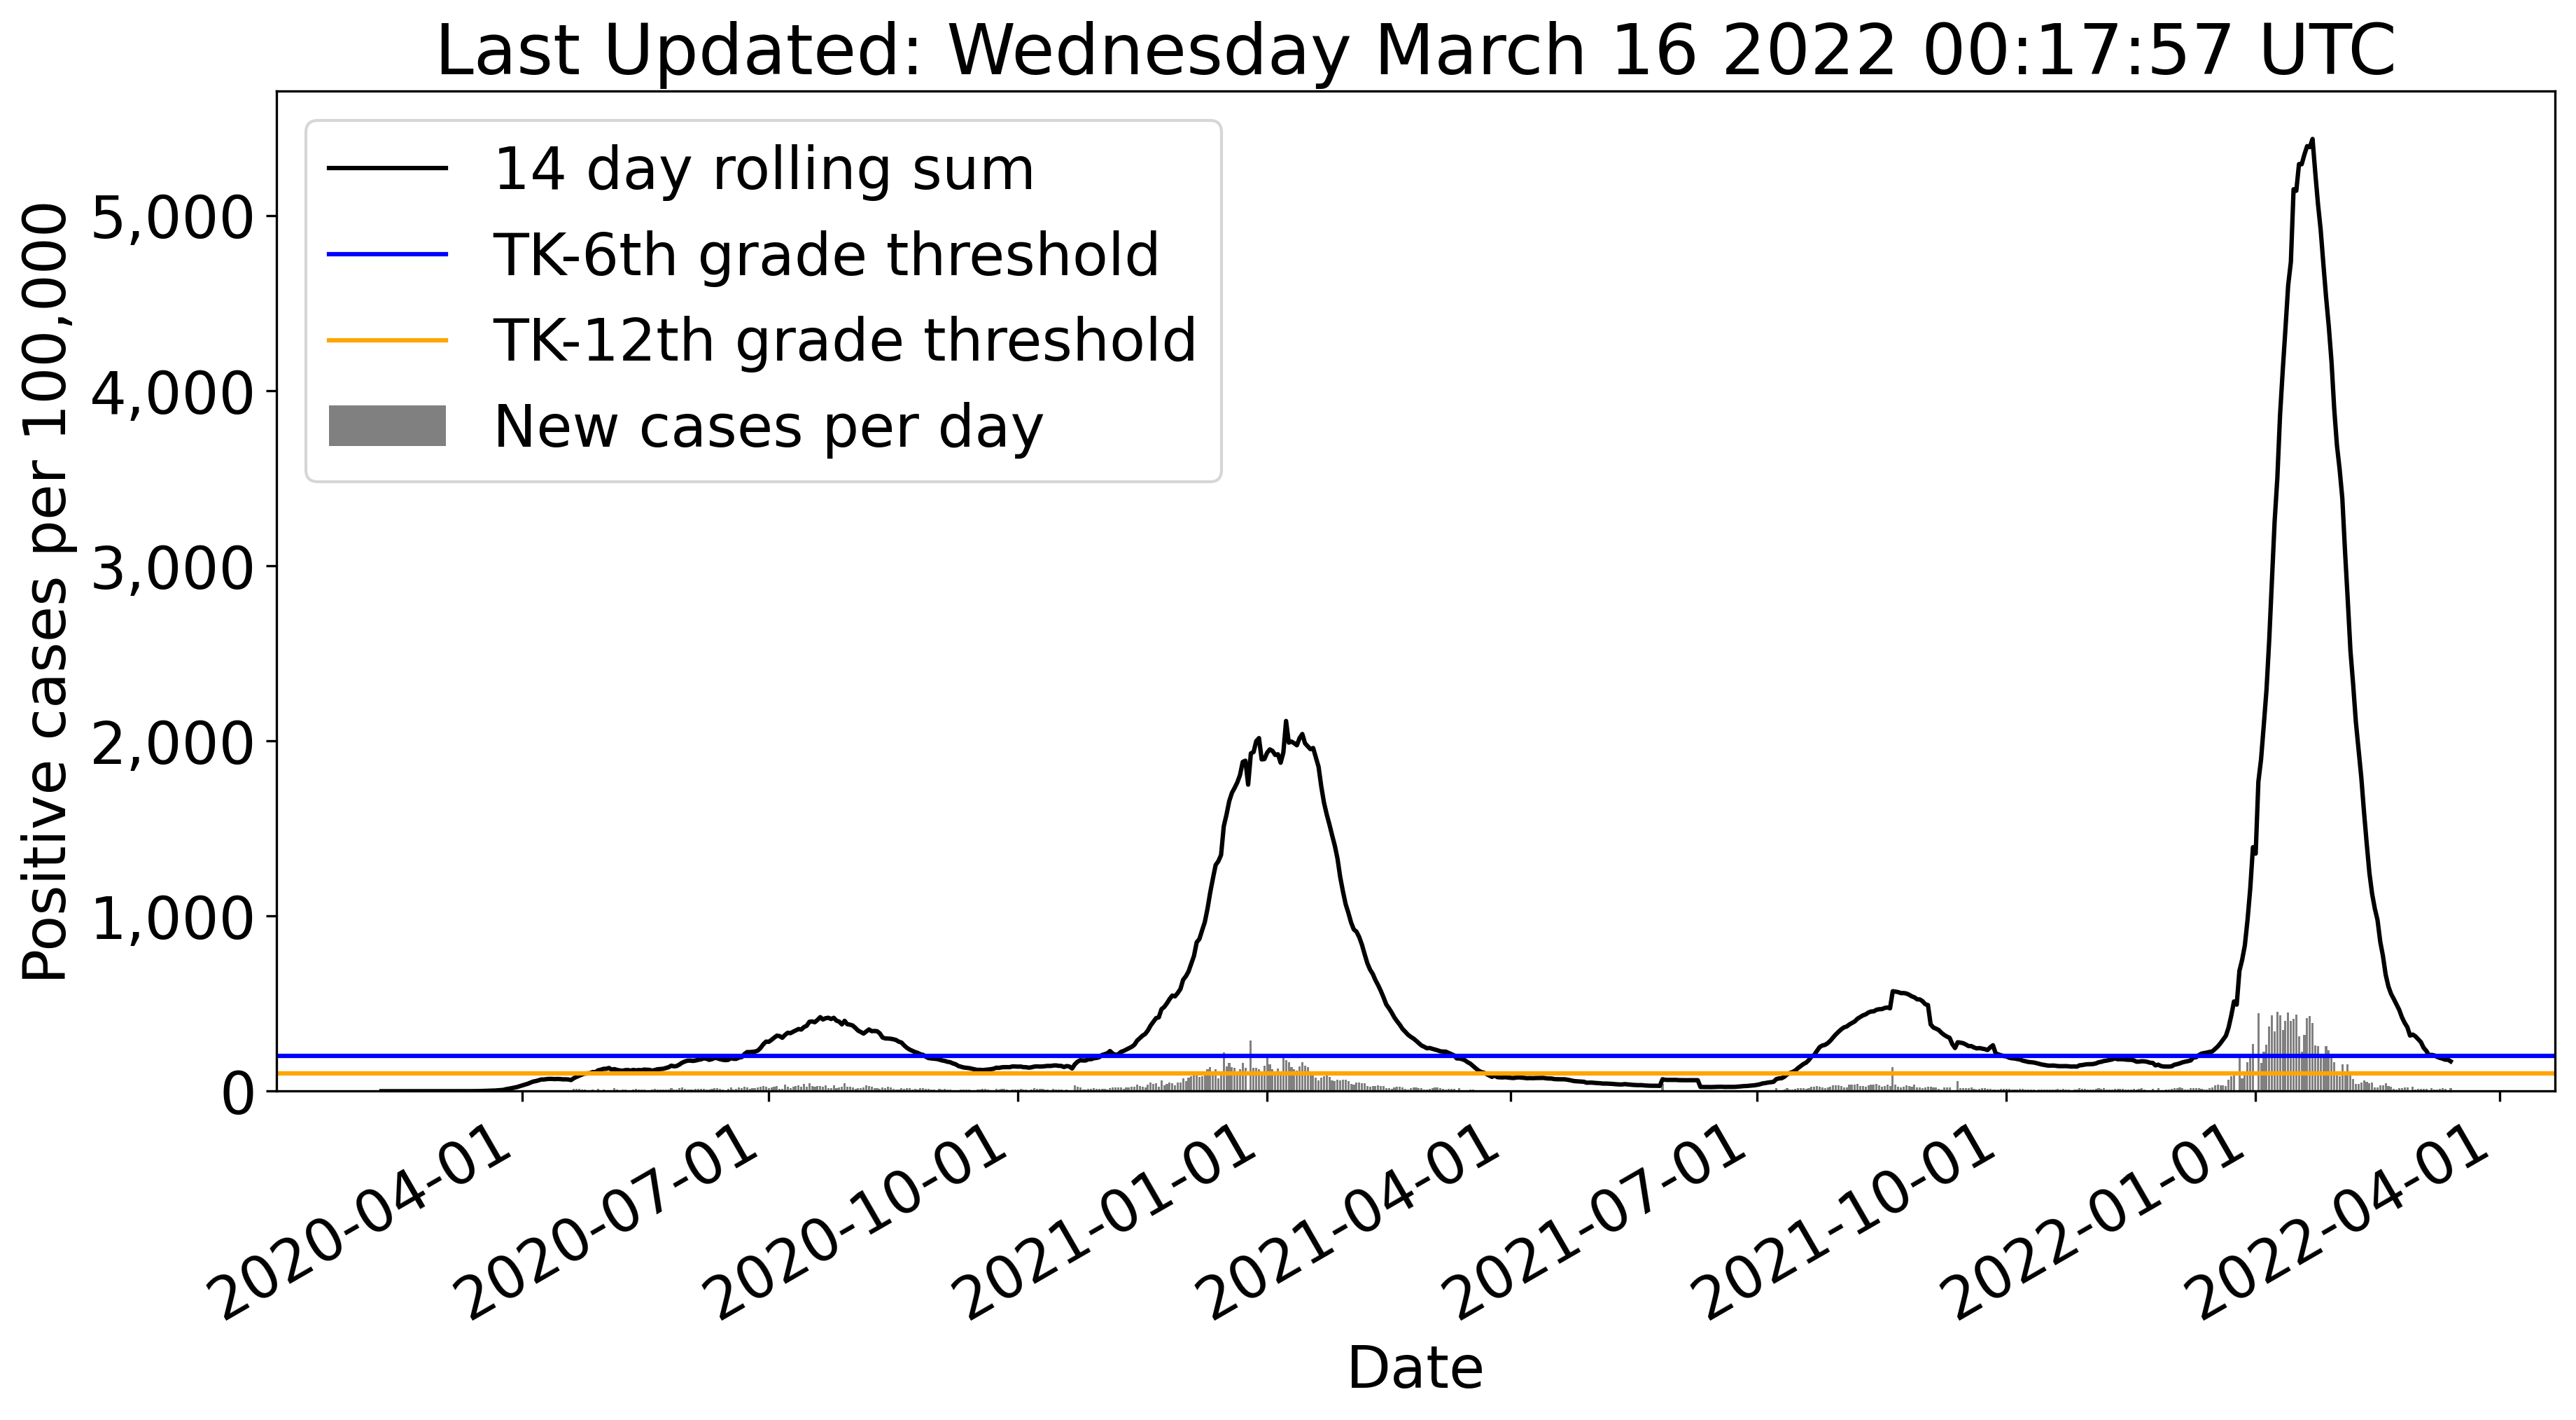 Last Updated: Wednesday March 16 2022 00:17:57 UTC
14 day rolling sum
TK-6th grade threshold
TK-12th grade threshold
New cases per day
Positive cases per 100,000
5,000
4,000
3,000
2,000
1,000
0
2020-04-01
2020-07-01
2020-10-01
2021-01-01
2021-04-01
2021-07-01
2021-10-01
2022-01-01
2022-04-01
Date